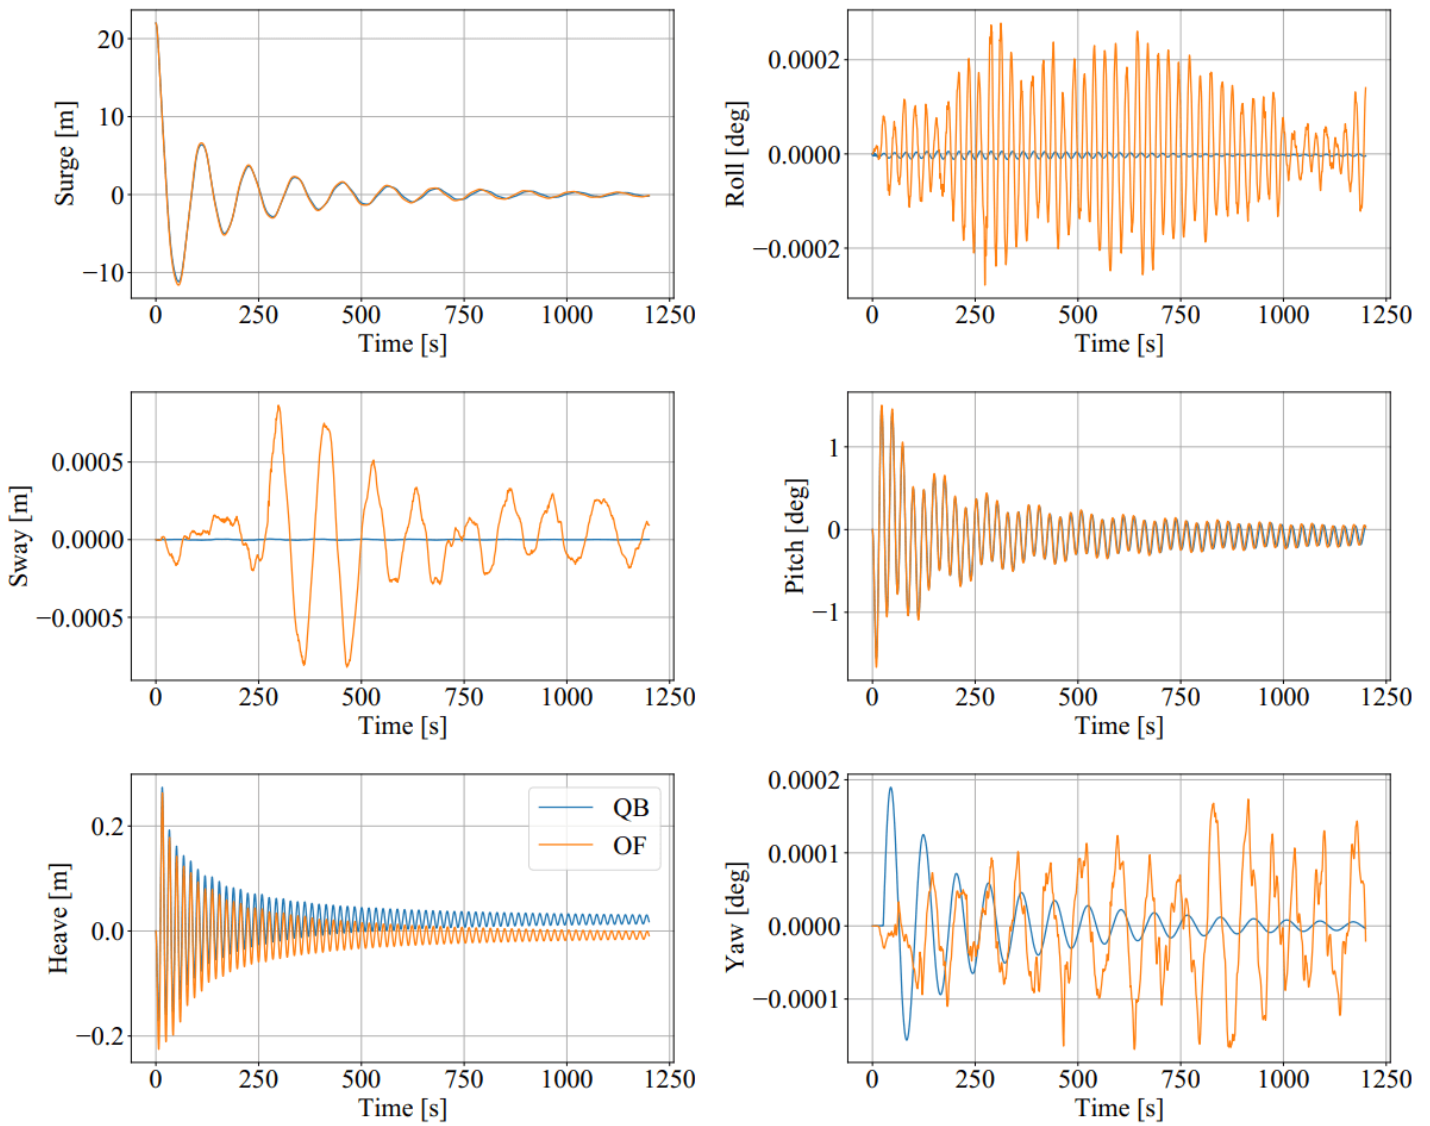 Surge [m]
20
10
0
−10
0 250 500 750 1000 1250
Time [s]
Roll [deg]
0.0002
0.0000
−0.0002
0 250 500 750 1000 1250
Time [s]
Sway [m]
0.0005
0.0000
−0.0005
0 250 500 750 1000 1250
Time [s]
Pitch [deg]
1
0
−1
0 250 500 750 1000 1250
Time [s]
Heave [m]
0.2
0.0
−0.2
QB
OF
0 250 500 750 1000 1250
Time [s]
Yaw [deg]
0.0002
0.0001
0.0000
−0.0001
0 250 500 750 1000 1250
Time [s]